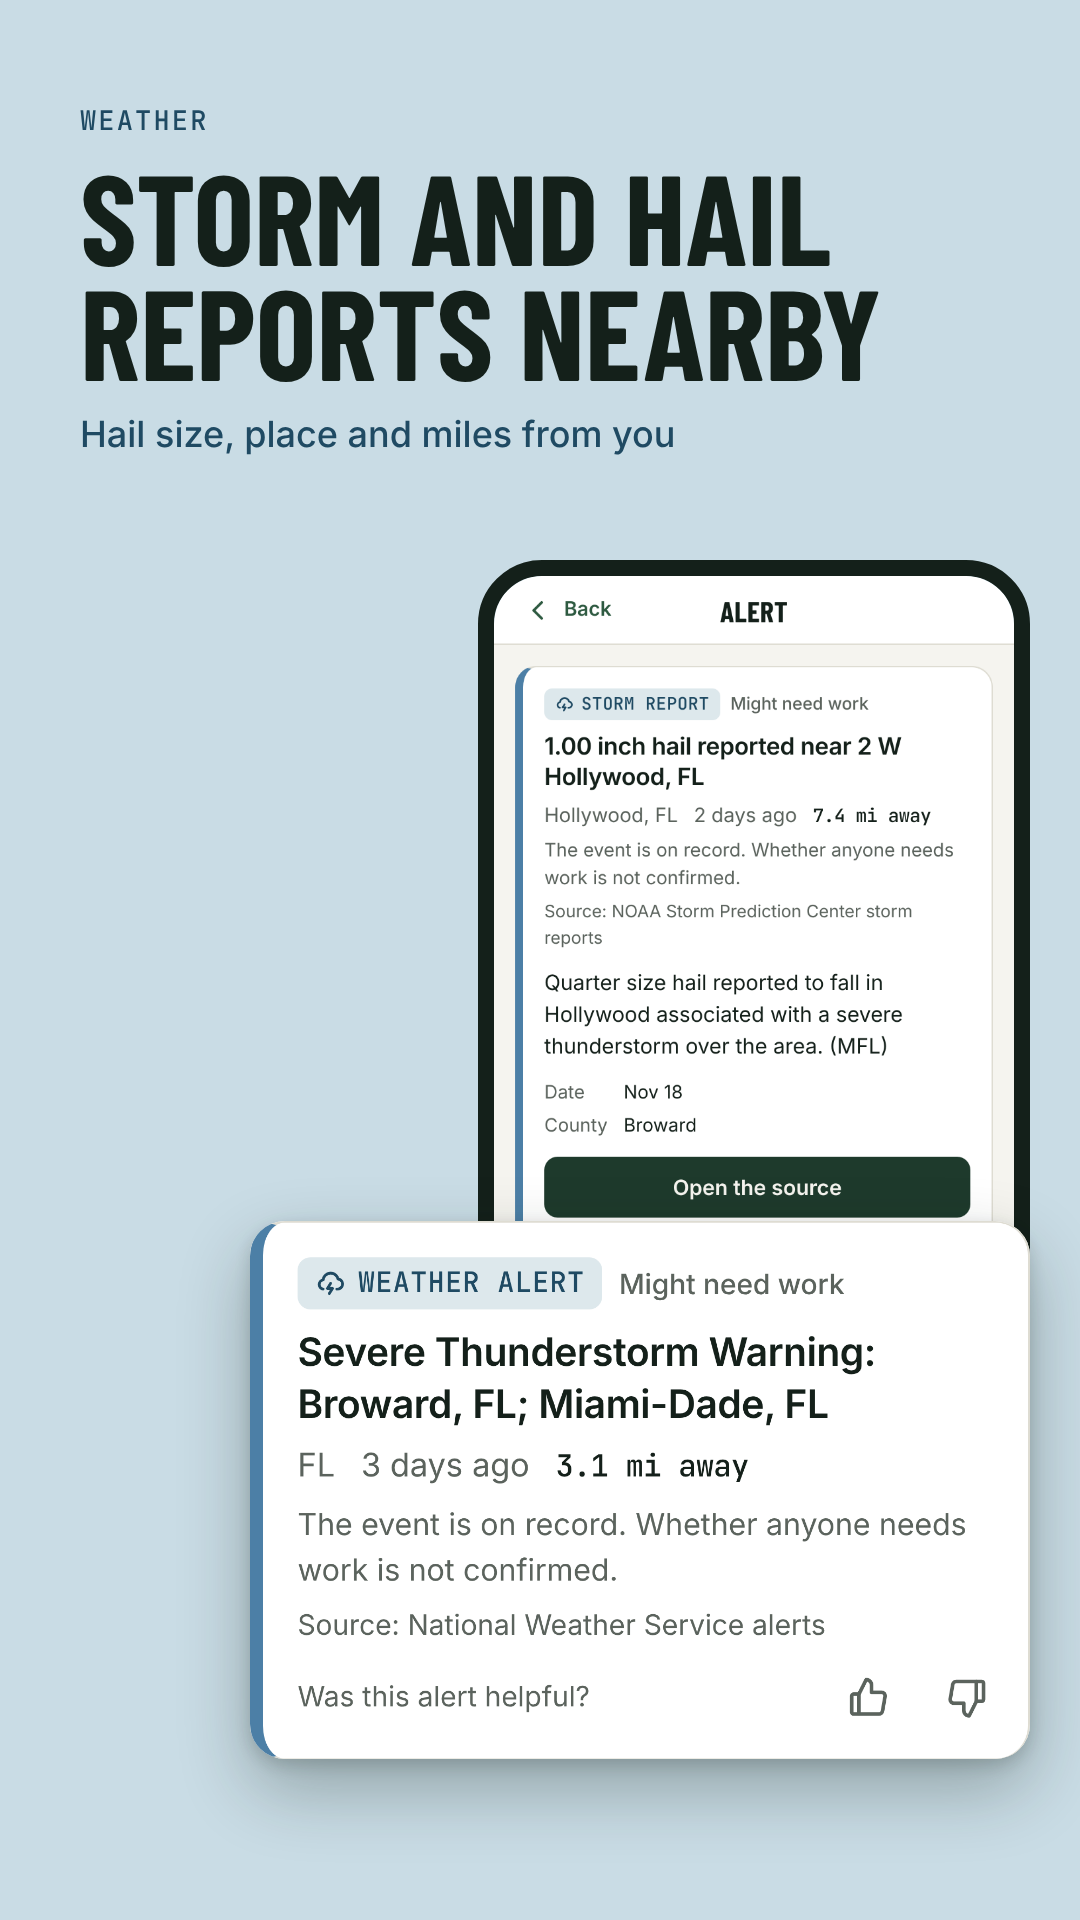 WEATHER
STORM AND HAIL
REPORTS NEARBY
Hail size, place and miles from you
Back
ALERT
STORM REPORT Might need work
1.00 inch hail reported near 2 W
Hollywood, FL
Hollywood, FL 2 days ago 7.4 mi away
The event is on record. Whether anyone needs
work is not confirmed.
Source: NOAA Storm Prediction Center storm
reports
Quarter size hail reported to fall in
Hollywood associated with a severe
thunderstorm over the area. (MFL)
Date Nov 18
County Broward
Open the source
WEATHER ALERT Might need work
Severe Thunderstorm Warning:
Broward, FL; Miami-Dade, FL
FL 3 days ago 3.1 mi away
The event is on record. Whether anyone needs
work is not confirmed.
Source: National Weather Service alerts
Was this alert helpful?